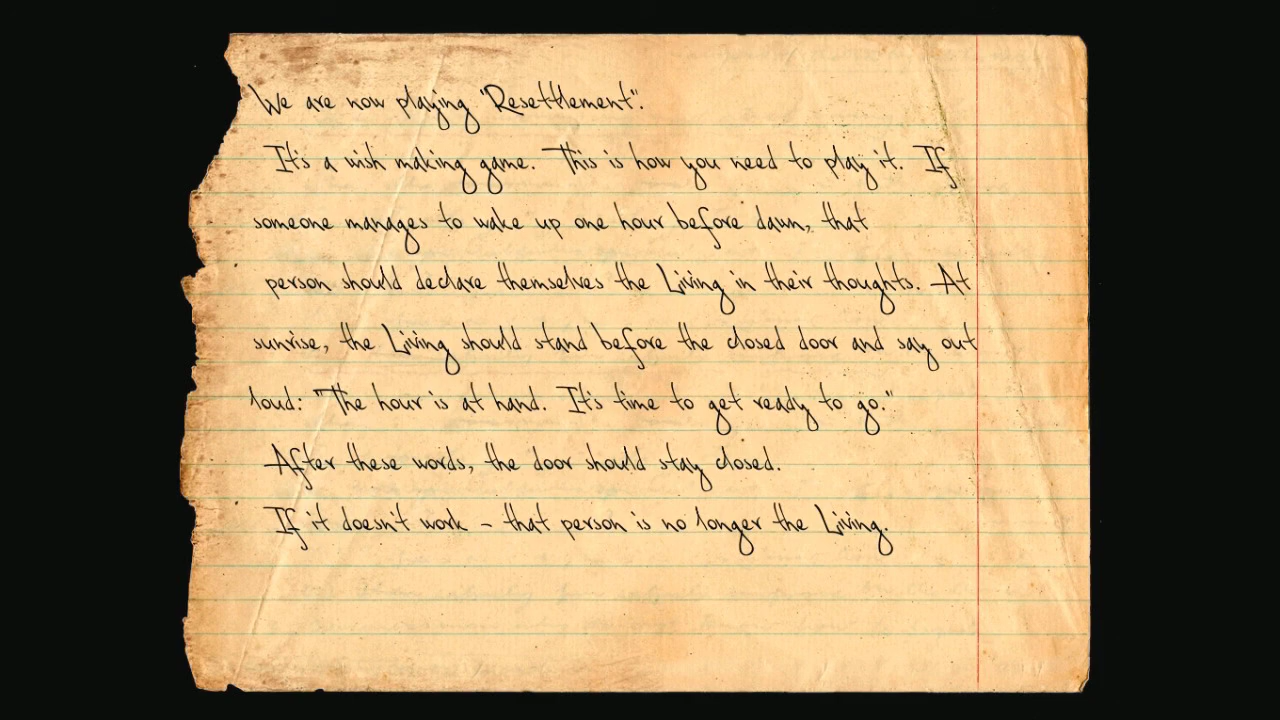 We are now playing "Resettlement".
It's a wish making game. This is how you need to play it. If
someone manages to wake up one hour before dawn, that
person should declare themselves the Living in their thoughts. At
sunrise, the Living should stand before the closed door and say out
loud: "The hour is at hand. It's time to get ready to go."
After these words, the door should stay closed.
If it doesn't work - that person is no longer the Living.